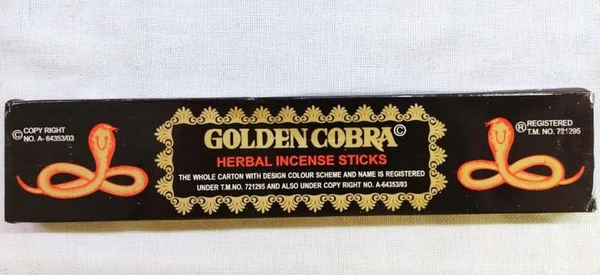 © COPY RIGHT
NO. A- 64353/03
GOLDEN COBRA©
HERBAL INCENSE STICKS
THE WHOLE CARTON WITH DESIGN COLOUR SCHEME AND NAME IS REGISTERED
UNDER T.M.NO. 721295 AND ALSO UNDER COPY RIGHT NO. A-64353/03
® REGISTERED
T.M. NO. 721295